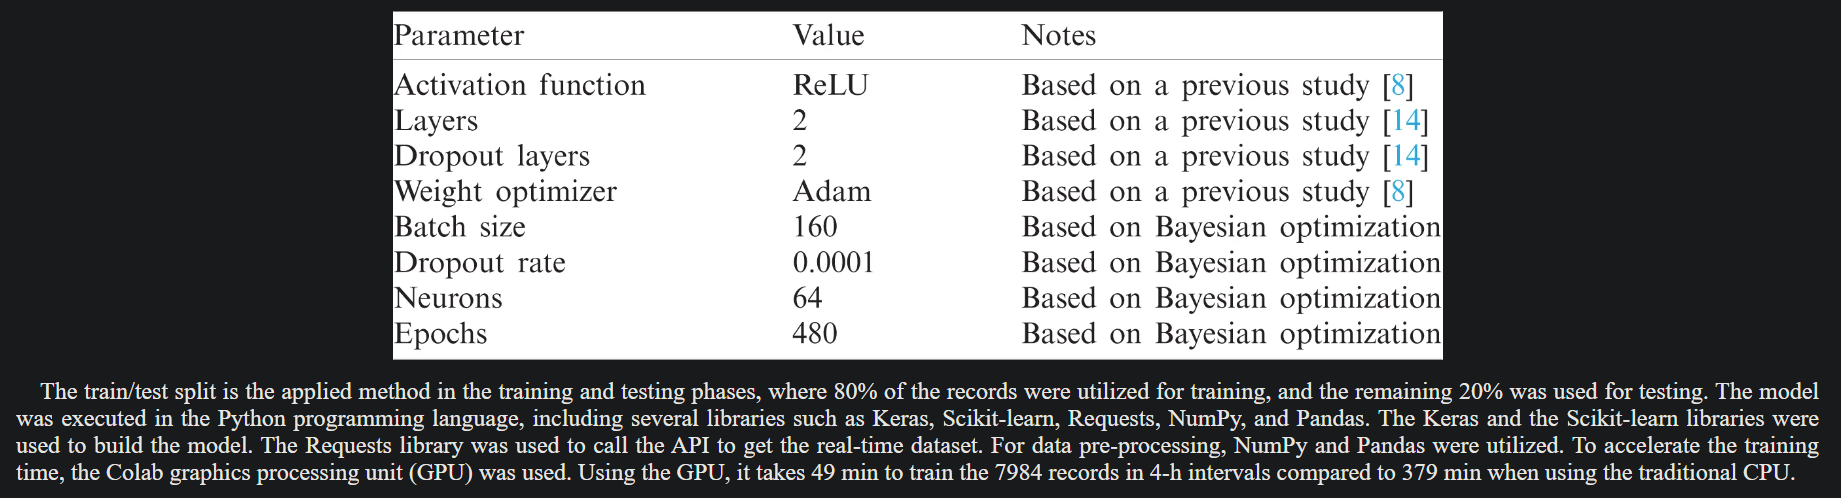 Parameter Value Notes
Activation function ReLU Based on a previous study [8]
Layers 2 Based on a previous study [14]
Dropout layers 2 Based on a previous study [14]
Weight optimizer Adam Based on a previous study [8]
Batch size 160 Based on Bayesian optimization
Dropout rate 0.0001 Based on Bayesian optimization
Neurons 64 Based on Bayesian optimization
Epochs 480 Based on Bayesian optimization
The train/test split is the applied method in the training and testing phases, where 80% of the records were utilized for training, and the remaining 20% was used for testing. The model
was executed in the Python programming language, including several libraries such as Keras, Scikit-learn, Requests, NumPy, and Pandas. The Keras and the Scikit-learn libraries were
used to build the model. The Requests library was used to call the API to get the real-time dataset. For data pre-processing, NumPy and Pandas were utilized. To accelerate the training
time, the Colab graphics processing unit (GPU) was used. Using the GPU, it takes 49 min to train the 7984 records in 4-h intervals compared to 379 min when using the traditional CPU.